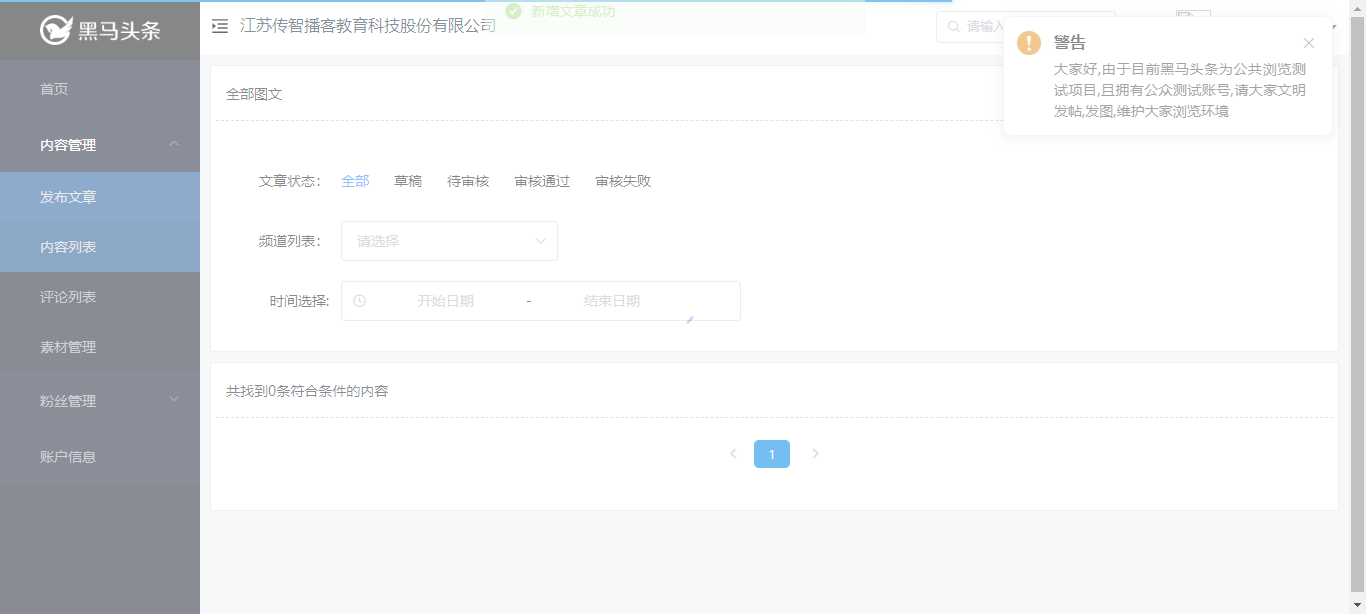 黑马头条
江苏传智播客教育科技股份有限公司
新增文章成功
请输入
警告
大家好,由于目前黑马头条为公共浏览测
试项目,且拥有公众测试账号,请大家文明
发帖,发图,维护大家浏览环境
首页
内容管理
发布文章
内容列表
评论列表
素材管理
粉丝管理
账户信息
全部图文
文章状态: 全部 草稿 待审核 审核通过 审核失败
频道列表: 请选择
时间选择: 开始日期 - 结束日期
共找到0条符合条件的内容
1